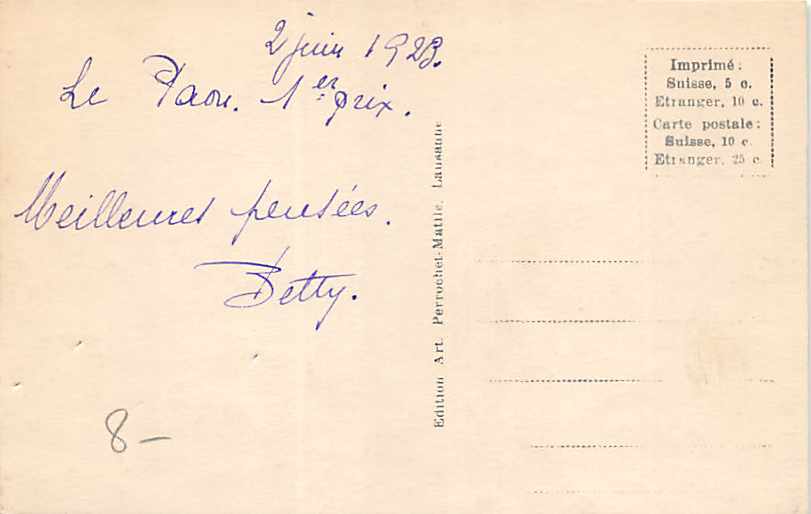 2 juin 1923.
Le Paon. 1er prix.
Meilleures pensées.
Betty.
8 -
Edition Art. Perrochet-Matile, Lausanne
Imprimé:
Suisse, 5 c.
Etranger, 10 c.
Carte postale:
Suisse, 10 c.
Etranger, 25 c.